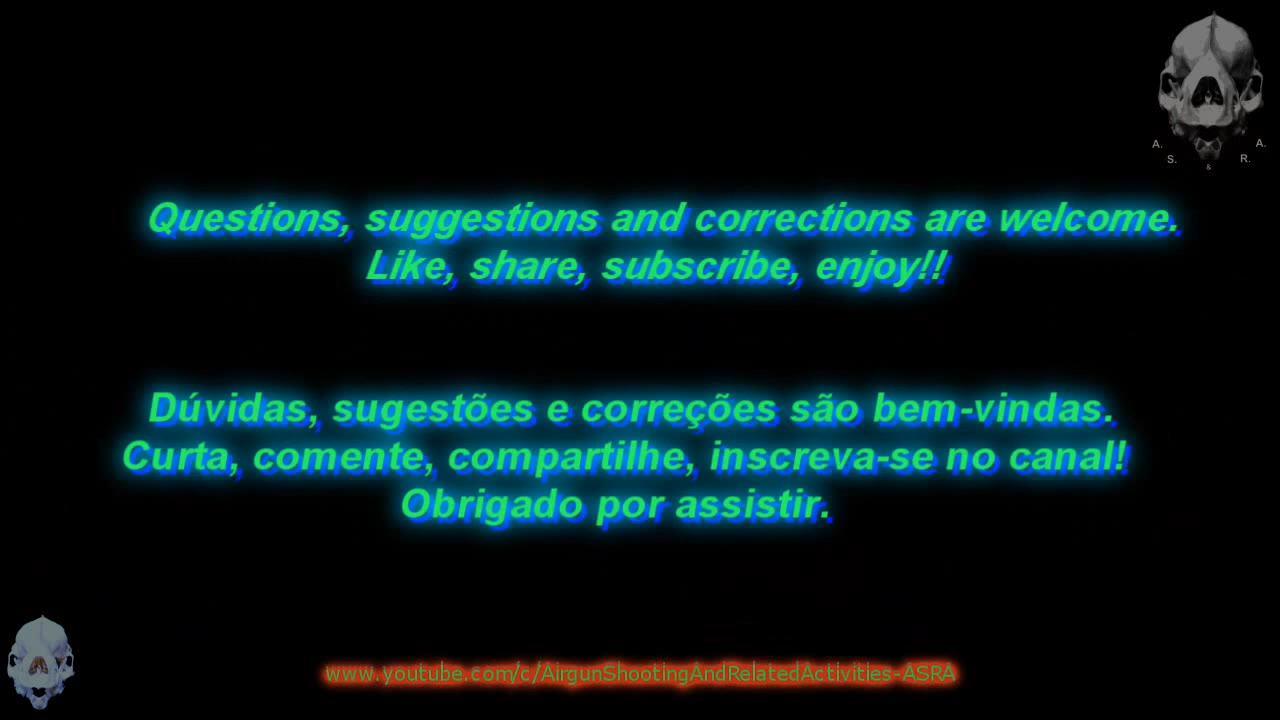 A. A.
S. & R.
Questions, suggestions and corrections are welcome.
Like, share, subscribe, enjoy!!
Dúvidas, sugestões e correções são bem-vindas.
Curta, comente, compartilhe, inscreva-se no canal!
Obrigado por assistir.
www.youtube.com/c/AirgunShootingAndRelatedActivities-ASRA